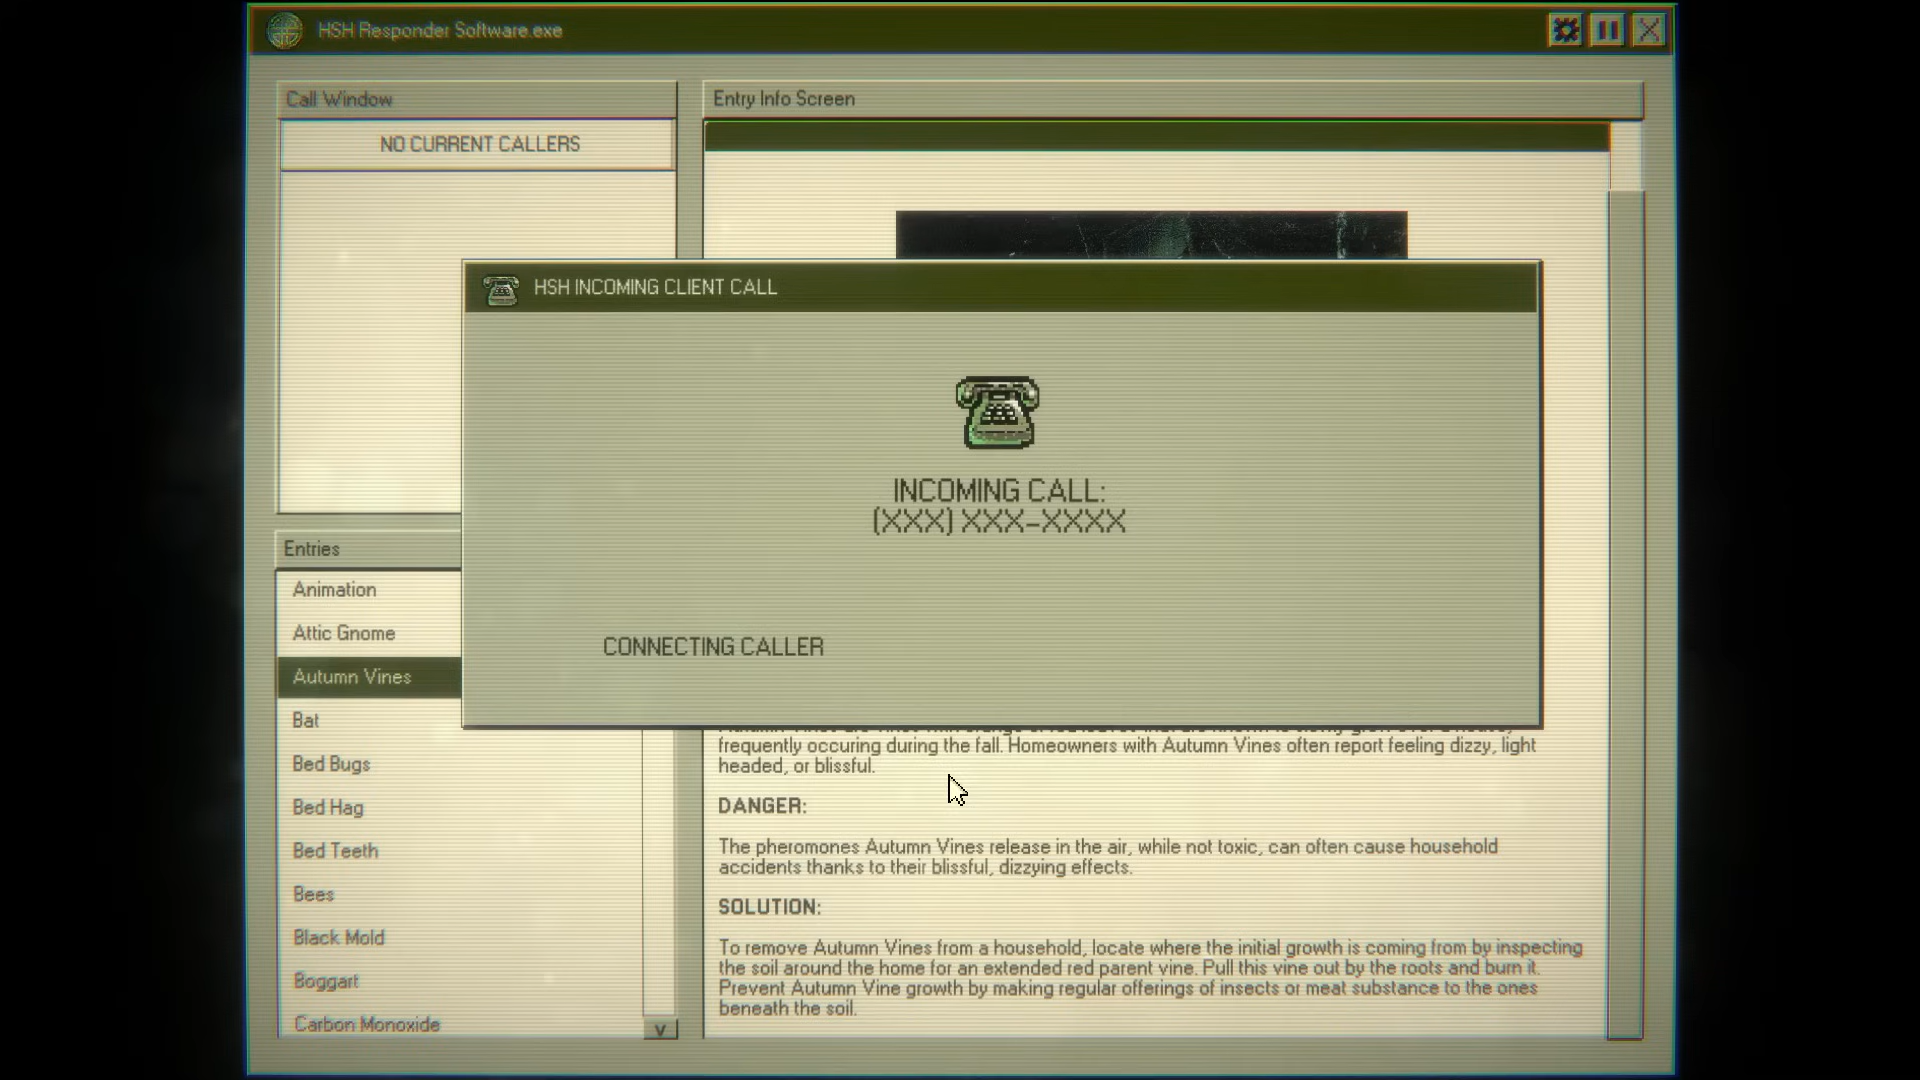 HSH Responder Software.exe
Call Window
NO CURRENT CALLERS
Entry Info Screen
HSH INCOMING CLIENT CALL
INCOMING CALL:
(XXX) XXX-XXXX
CONNECTING CALLER
Entries
Animation
Attic Gnome
Autumn Vines
Bat
Bed Bugs
Bed Hag
Bed Teeth
Bees
Black Mold
Boggart
Carbon Monoxide
v
frequently occuring during the fall. Homeowners with Autumn Vines often report feeling dizzy, light
headed, or blissful.
DANGER:
The pheromones Autumn Vines release in the air, while not toxic, can often cause household
accidents thanks to their blissful, dizzying effects.
SOLUTION:
To remove Autumn Vines from a household, locate where the initial growth is coming from by inspecting
the soil around the home for an extended red parent vine. Pull this vine out by the roots and burn it.
Prevent Autumn Vine growth by making regular offerings of insects or meat substance to the ones
beneath the soil.